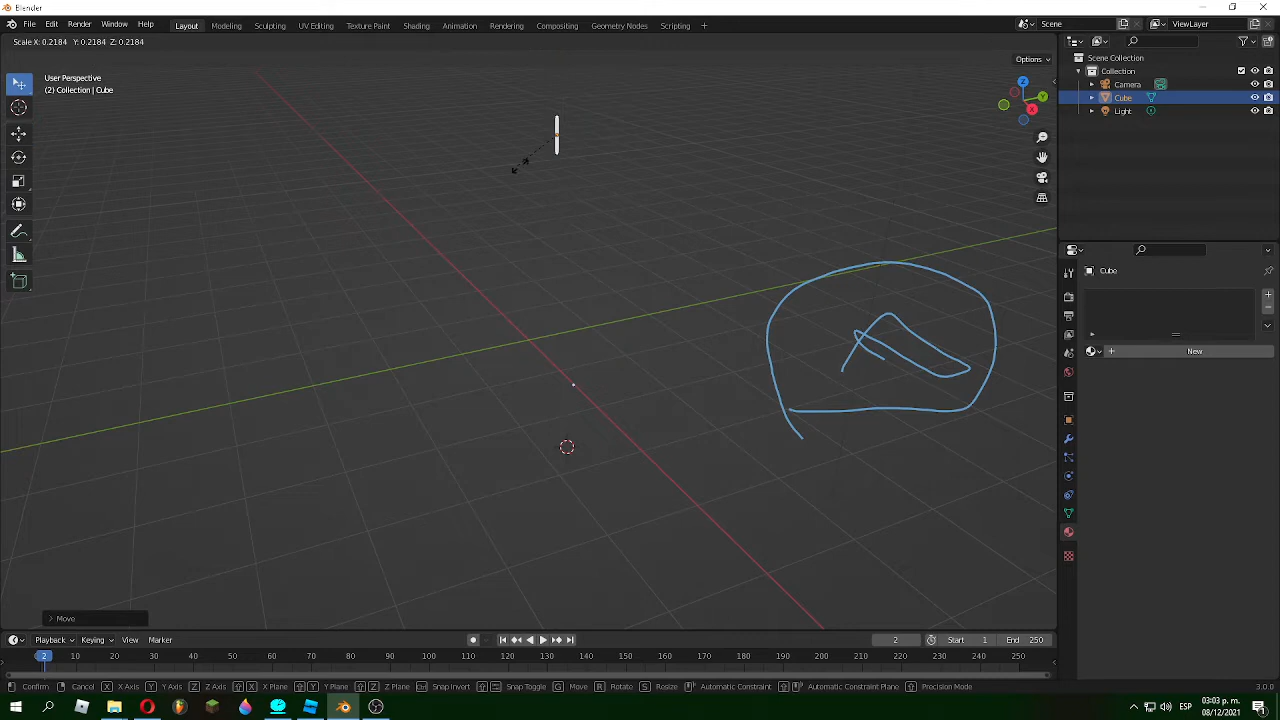 Blender
File Edit Render Window Help Layout Modeling Sculpting UV Editing Texture Paint Shading Animation Rendering Compositing Geometry Nodes Scripting + Scene ViewLayer
Scale X: 0.2184 Y: 0.2184 Z: 0.2184
Options
User Perspective
(2) Collection | Cube
Z
Y
X
Scene Collection
Collection
Camera
Cube
Light
Cube
New
Move
Playback Keying View Marker 2 Start 1 End 250
2 10 20 30 40 50 60 70 80 90 100 110 120 130 140 150 160 170 180 190 200 210 220 230 240 250
Confirm Cancel X X Axis Y Y Axis Z Z Axis X X Plane Y Y Plane Z Z Plane Ctrl Snap Invert Snap Toggle G Move R Rotate S Resize Automatic Constraint Automatic Constraint Plane Precision Mode 3.0.0
ESP
03:03 p. m.
08/12/2021